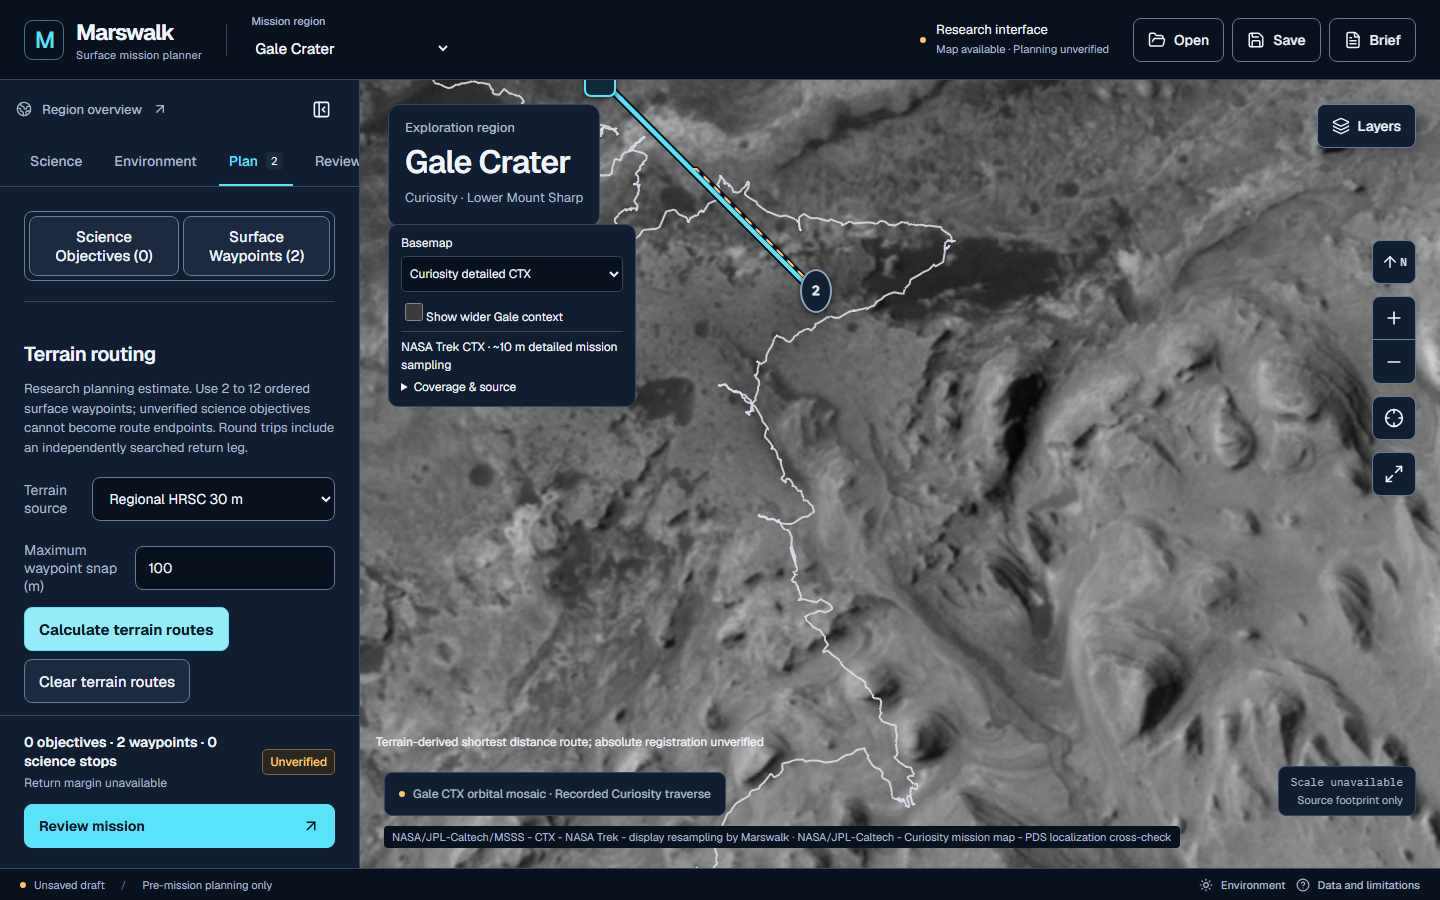 M
Marswalk
Surface mission planner
Mission region
Gale Crater
Research interface
Map available · Planning unverified
Open
Save
Brief
Region overview
Science
Environment
Plan 2
Review
Science
Objectives (0)
Surface
Waypoints (2)
Terrain routing
Research planning estimate. Use 2 to 12 ordered
surface waypoints; unverified science objectives
cannot become route endpoints. Round trips include
an independently searched return leg.
Terrain
source
Regional HRSC 30 m
Maximum
waypoint snap
(m)
100
Calculate terrain routes
Clear terrain routes
0 objectives · 2 waypoints · 0
science stops
Return margin unavailable
Unverified
Review mission
Exploration region
Gale Crater
Curiosity · Lower Mount Sharp
Basemap
Curiosity detailed CTX
Show wider Gale context
NASA Trek CTX · ~10 m detailed mission
sampling
Coverage & source
2
Layers
N
Terrain-derived shortest distance route; absolute registration unverified
Gale CTX orbital mosaic · Recorded Curiosity traverse
Scale unavailable
Source footprint only
NASA/JPL-Caltech/MSSS - CTX - NASA Trek - display resampling by Marswalk · NASA/JPL-Caltech - Curiosity mission map - PDS localization cross-check
Unsaved draft / Pre-mission planning only
Environment
Data and limitations